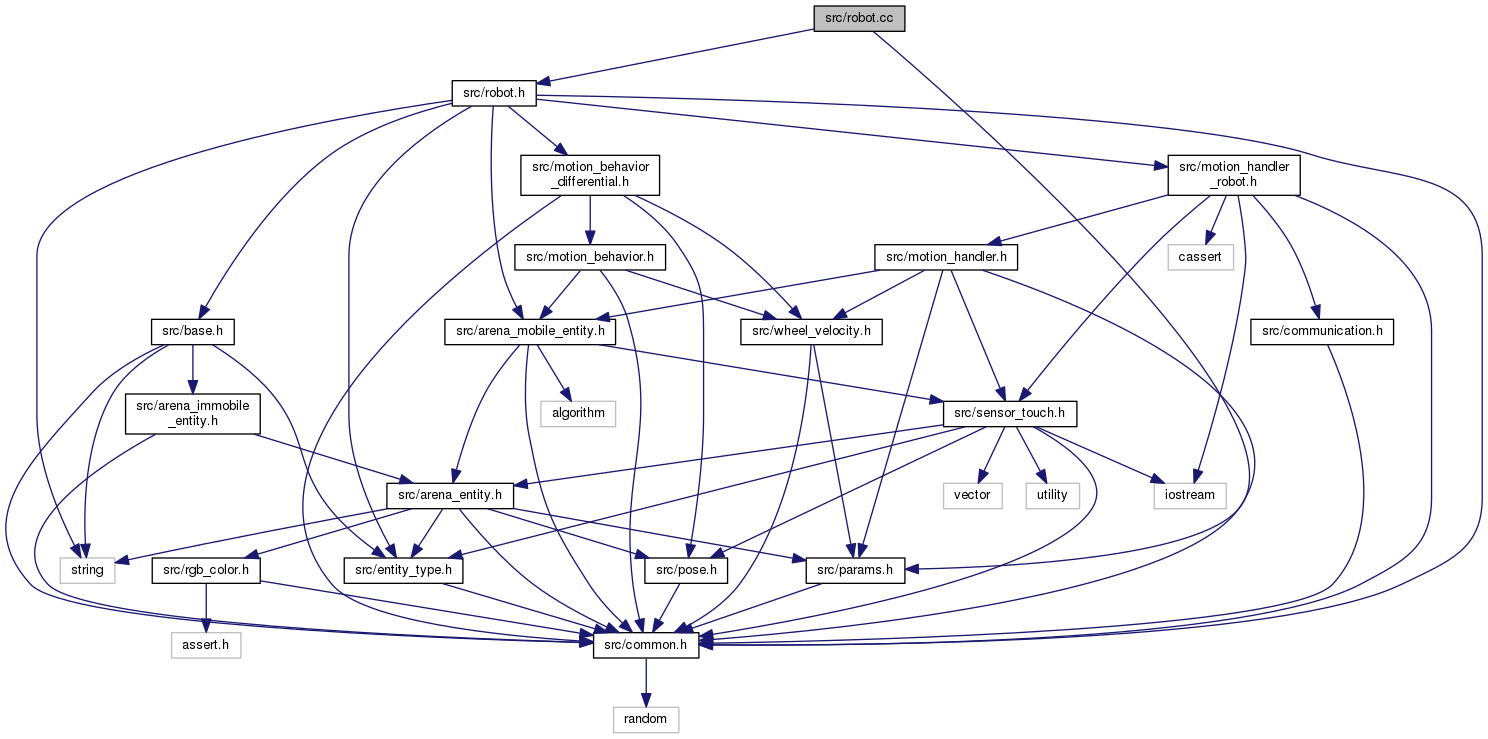 src/robot.cc
src/robot.h
src/motion_behavior
_differential.h
src/motion_handler
_robot.h
src/motion_behavior.h
src/motion_handler.h
cassert
src/base.h
src/arena_mobile_entity.h
src/wheel_velocity.h
src/communication.h
src/arena_immobile
_entity.h
algorithm
src/sensor_touch.h
src/arena_entity.h
vector
utility
iostream
string
src/rgb_color.h
src/entity_type.h
src/pose.h
src/params.h
assert.h
src/common.h
random